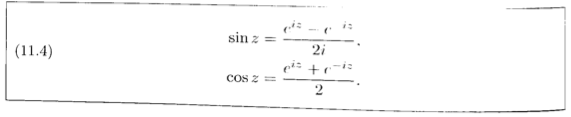 (11.4)
sin z = (e^{iz} − e^{−iz}) / 2i.
cos z = (e^{iz} + e^{−iz}) / 2.